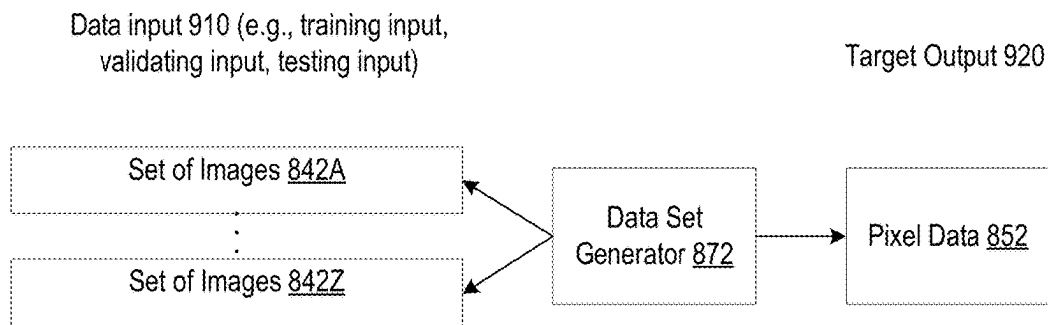 Data input 910 (e.g., training input,
validating input, testing input)
Target Output 920
Set of Images 842A
Set of Images 842Z
Data Set
Generator 872
Pixel Data 852